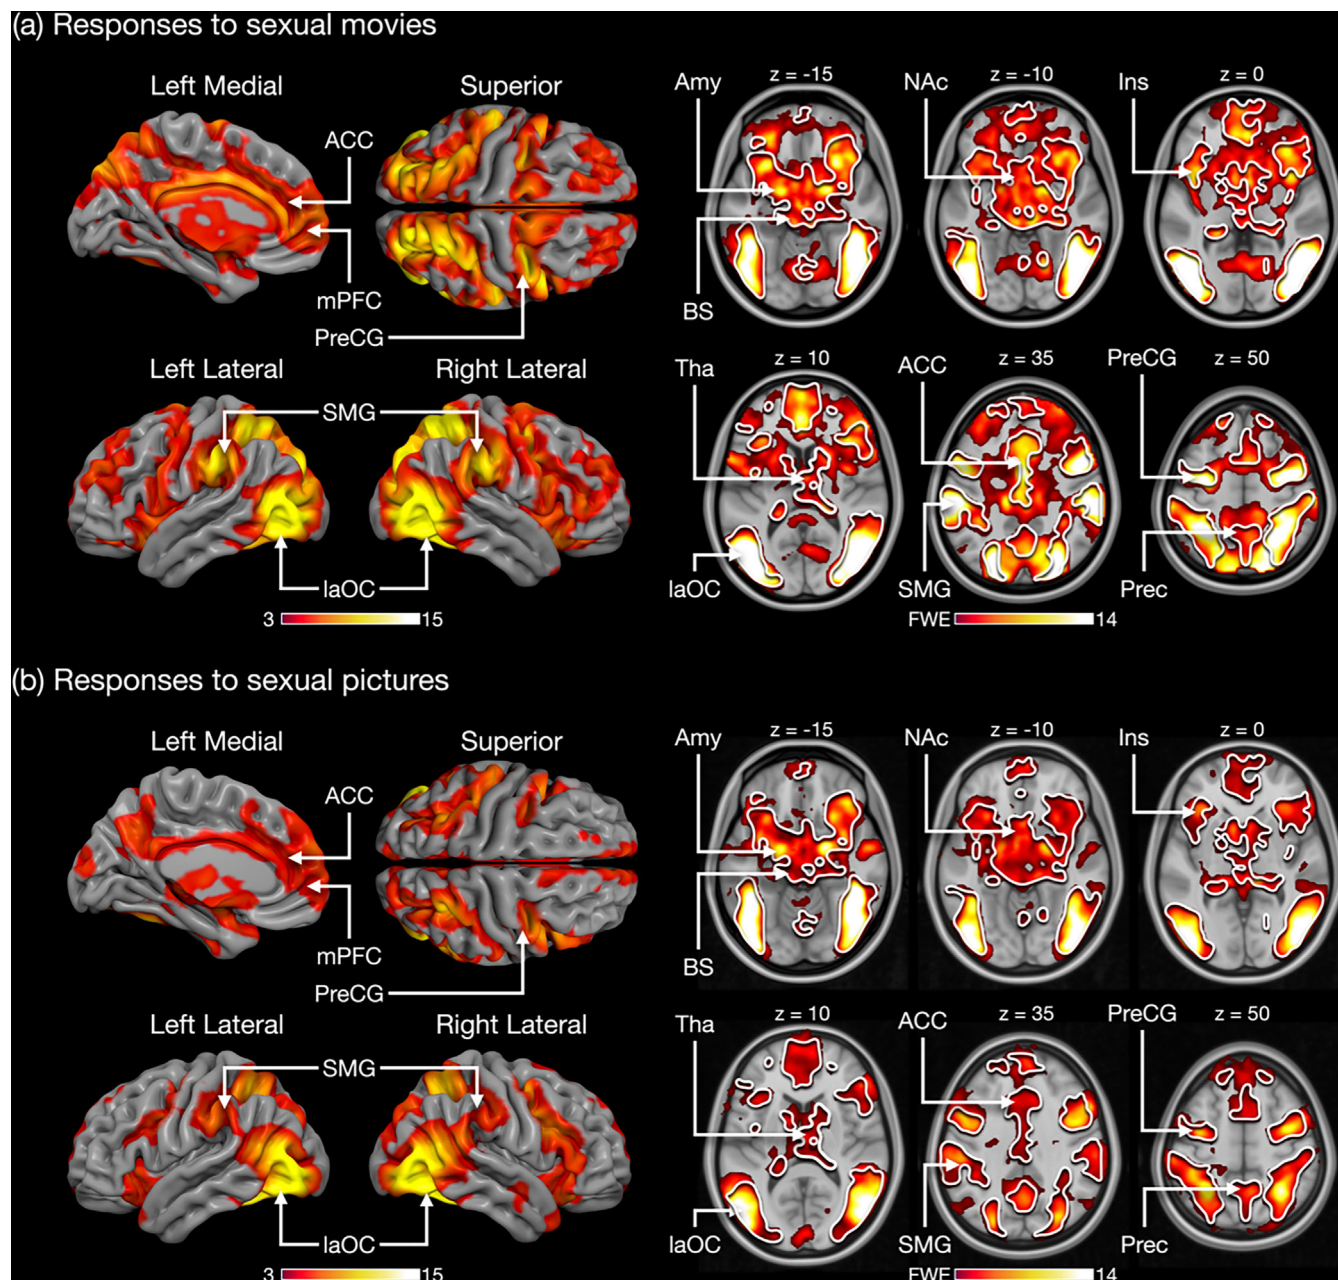 (a) Responses to sexual movies
Left Medial
Superior
ACC
mPFC
PreCG
Left Lateral
Right Lateral
SMG
laOC
3
15
Amy
z = -15
NAc
z = -10
Ins
z = 0
BS
Tha
z = 10
ACC
z = 35
PreCG
z = 50
laOC
SMG
Prec
FWE
14
(b) Responses to sexual pictures
Left Medial
Superior
ACC
mPFC
PreCG
Left Lateral
Right Lateral
SMG
laOC
3
15
Amy
z = -15
NAc
z = -10
Ins
z = 0
BS
Tha
z = 10
ACC
z = 35
PreCG
z = 50
laOC
SMG
Prec
FWE
14